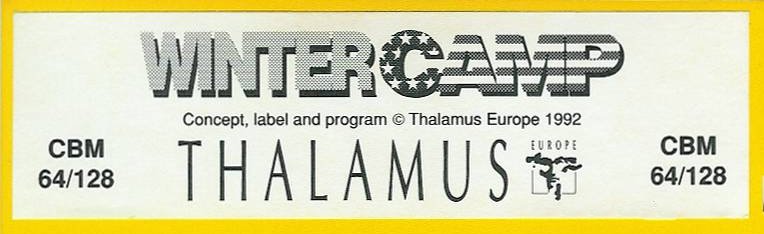 WINTER CAMP
Concept, label and program © Thalamus Europe 1992
CBM
64/128
THALAMUS
EUROPE
CBM
64/128